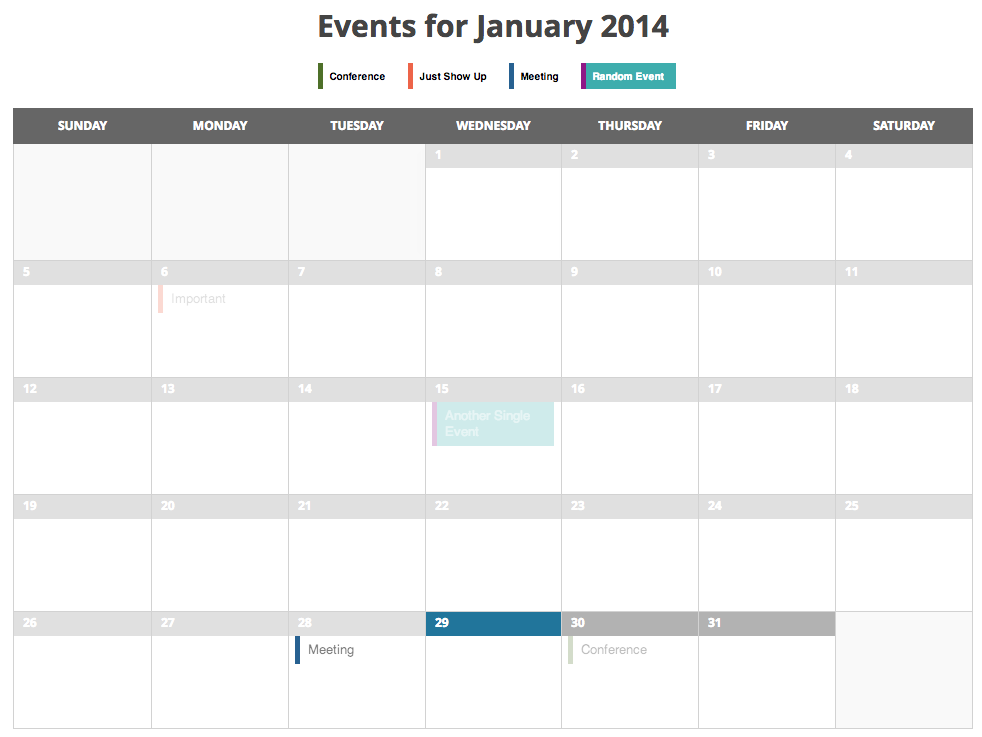 Events for January 2014
Conference Just Show Up Meeting Random Event
SUNDAY MONDAY TUESDAY WEDNESDAY THURSDAY FRIDAY SATURDAY
1 2 3 4
5 6 7 8 9 10 11
Important
12 13 14 15 16 17 18
Another Single
Event
19 20 21 22 23 24 25
26 27 28 29 30 31
Meeting Conference